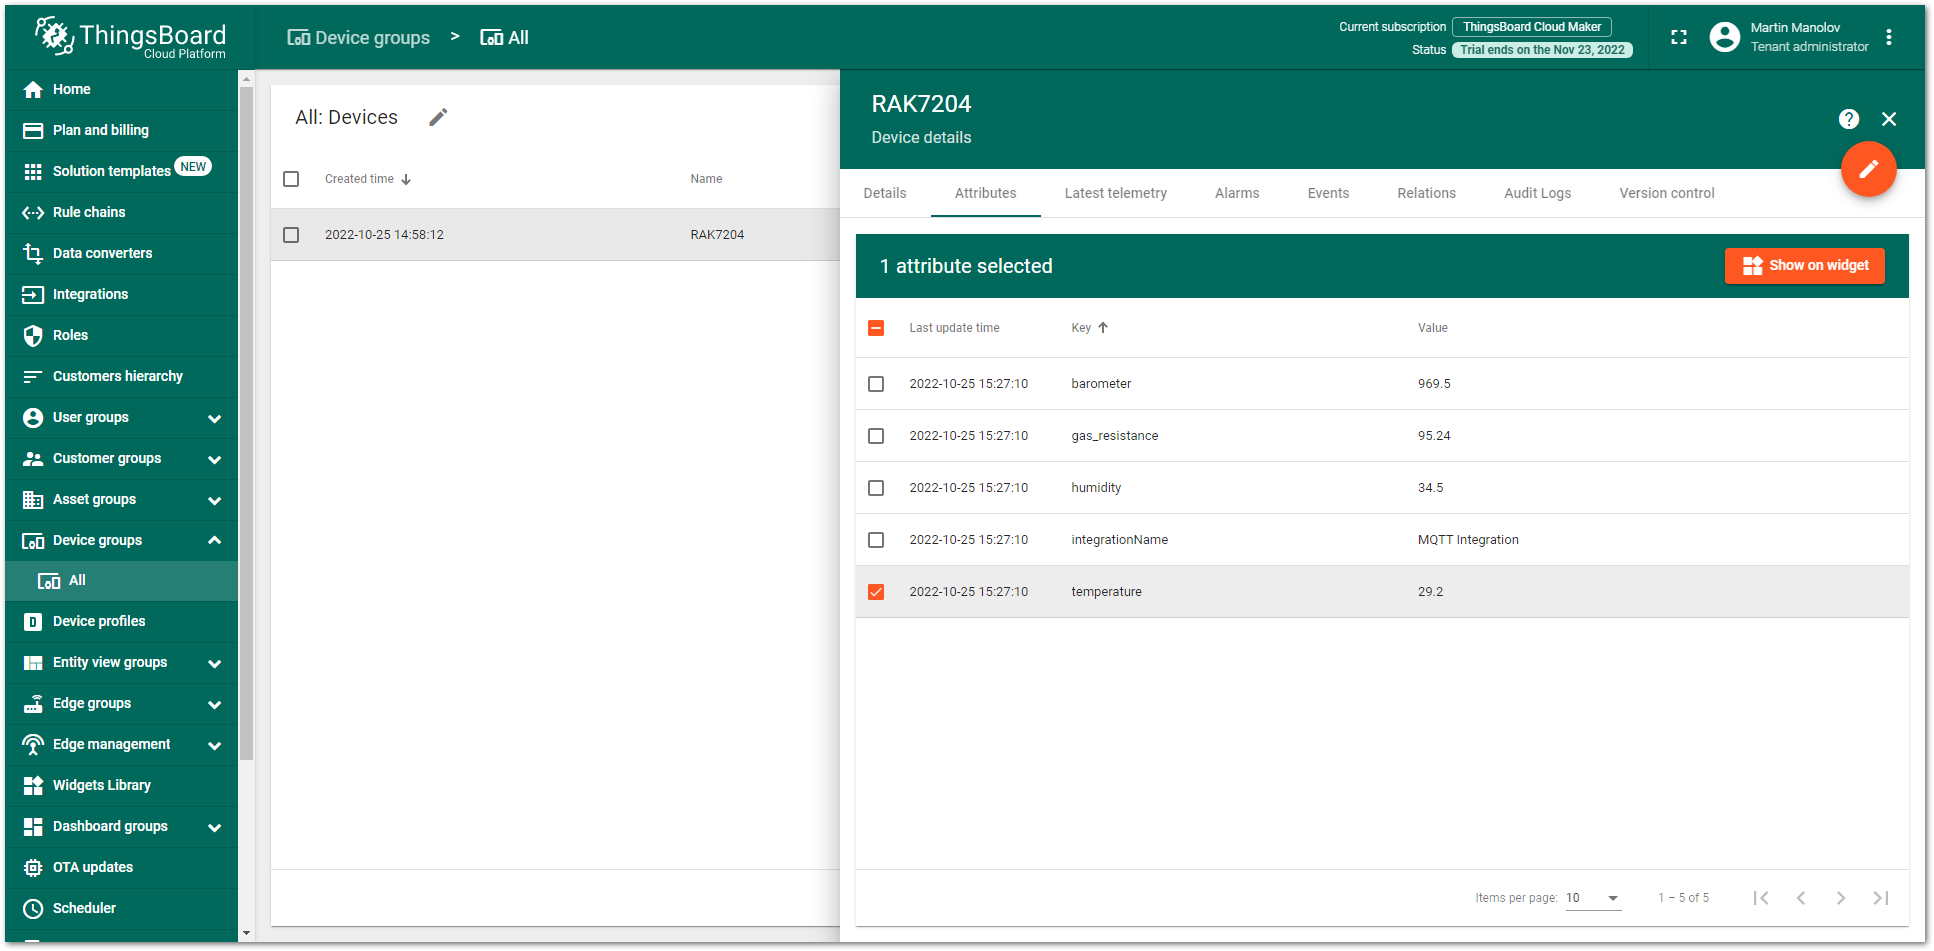 ThingsBoard
Cloud Platform
Device groups > All
Current subscription ThingsBoard Cloud Maker
Status Trial ends on the Nov 23, 2022
Martin Manolov
Tenant administrator
Home
Plan and billing
Solution templates NEW
Rule chains
Data converters
Integrations
Roles
Customers hierarchy
User groups
Customer groups
Asset groups
Device groups
All
Device profiles
Entity view groups
Edge groups
Edge management
Widgets Library
Dashboard groups
OTA updates
Scheduler
All: Devices
Created time Name
2022-10-25 14:58:12 RAK7204
RAK7204
Device details
Details Attributes Latest telemetry Alarms Events Relations Audit Logs Version control
1 attribute selected Show on widget
Last update time Key Value
2022-10-25 15:27:10 barometer 969.5
2022-10-25 15:27:10 gas_resistance 95.24
2022-10-25 15:27:10 humidity 34.5
2022-10-25 15:27:10 integrationName MQTT Integration
2022-10-25 15:27:10 temperature 29.2
Items per page: 10 1 – 5 of 5